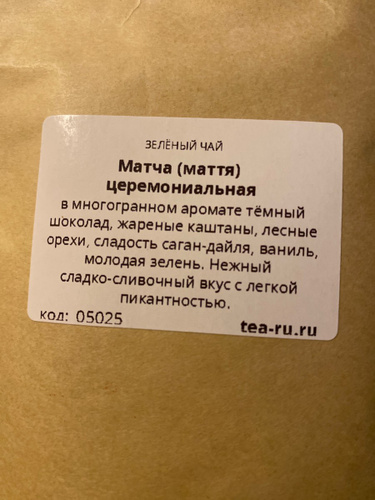 ЗЕЛЁНЫЙ ЧАЙ
Матча (маття)
церемониальная
в многогранном аромате тёмный
шоколад, жареные каштаны, лесные
орехи, сладость саган-дайля, ваниль,
молодая зелень. Нежный
сладко-сливочный вкус с легкой
пикантностью.
код: 05025 tea-ru.ru